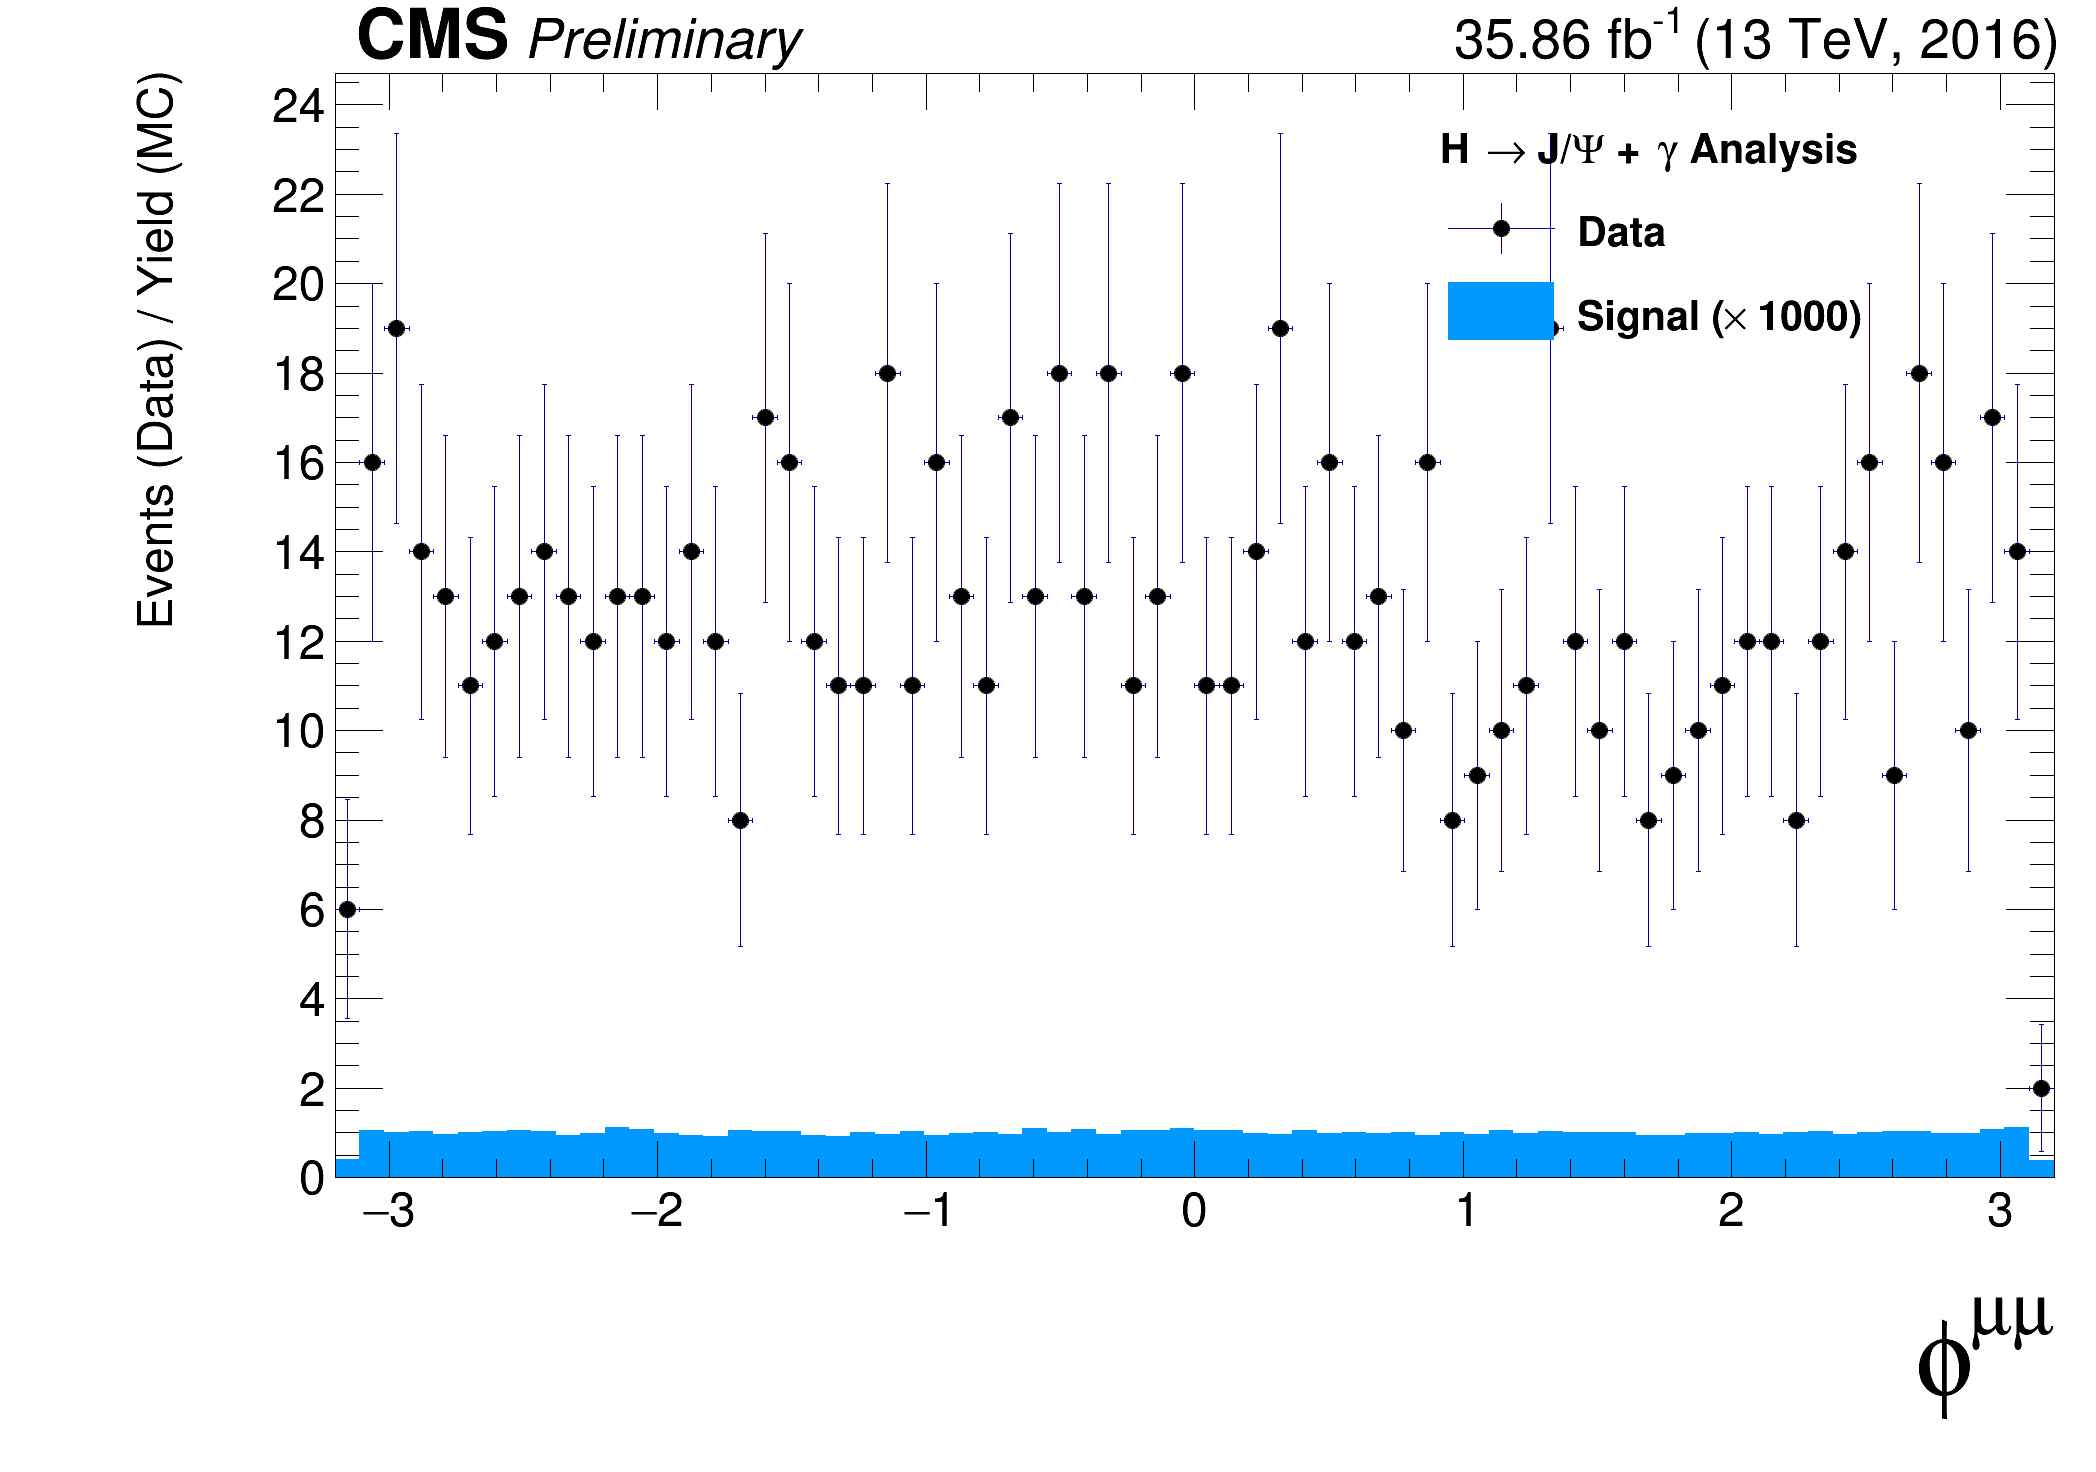 CMS Preliminary
35.86 fb⁻¹ (13 TeV, 2016)
Events (Data) / Yield (MC)
24
22
20
18
16
14
12
10
8
6
4
2
0
H → J/Ψ + γ Analysis
Data
Signal (× 1000)
−3 −2 −1 0 1 2 3
ϕ^μμ